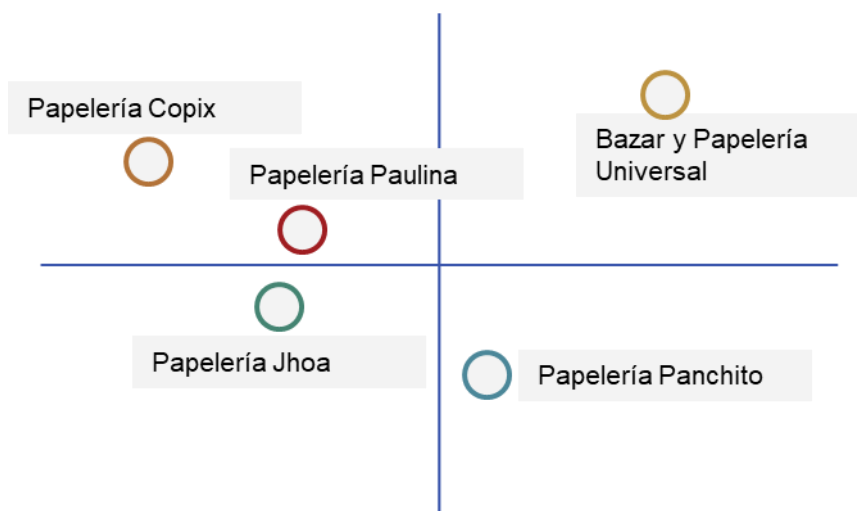 Papelería Copix
Bazar y Papelería
Universal
Papelería Paulina
Papelería Jhoa
Papelería Panchito